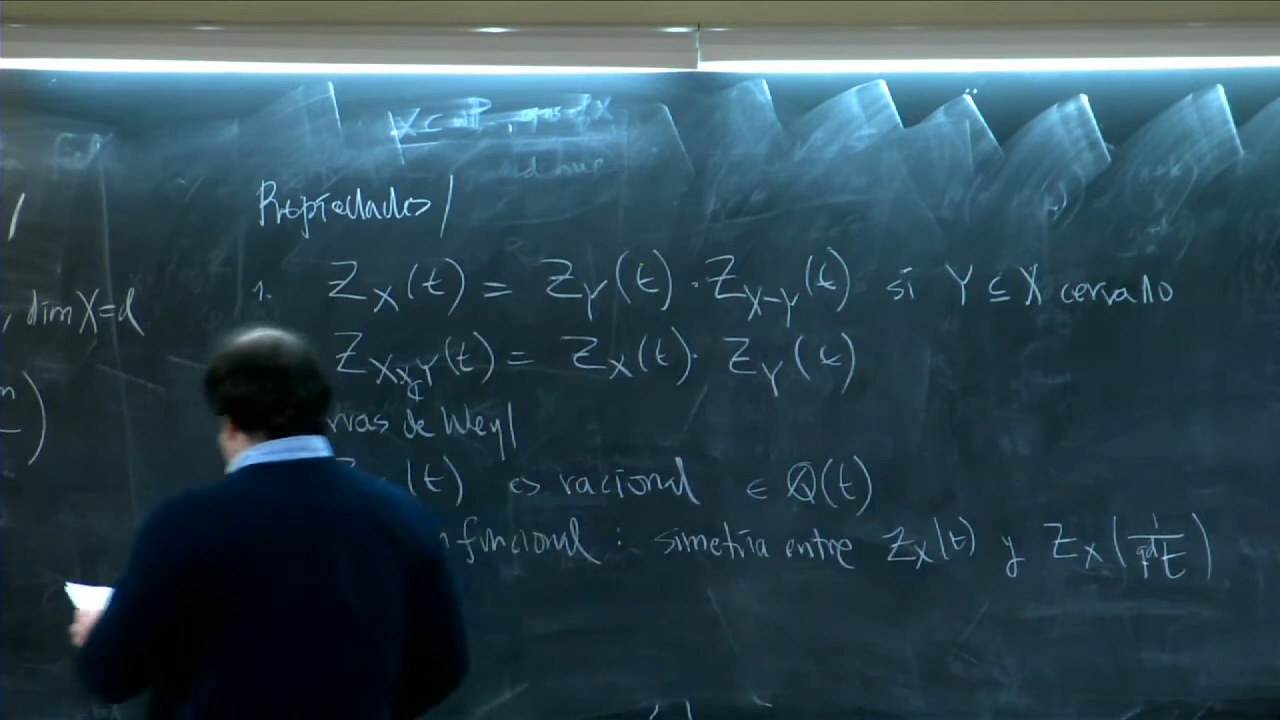 Propiedades/
, dim X=d
1. Z_X(t) = Z_Y(t) · Z_{X-Y}(t) si Y ⊆ X cerrado
Z_{X×Y}(t) = Z_X(t) · Z_Y(t)
de Weyl
(t) es racional ∈ ℚ(t)
funcional : simetría entre Z_X(t) y Z_X(1/(q^d t))